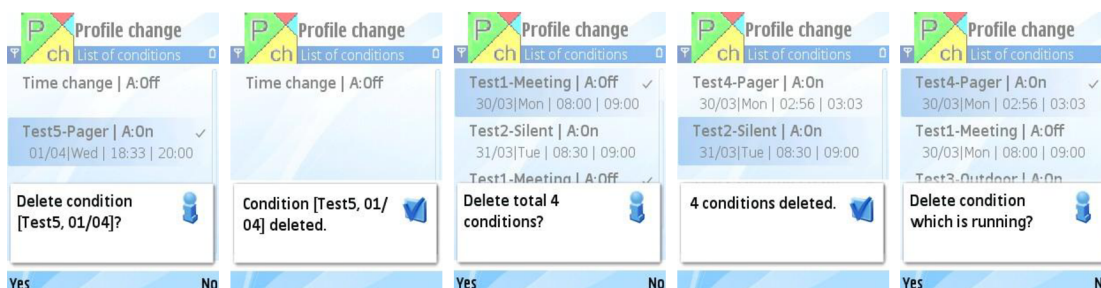 P ch Profile change
List of conditions
Time change | A:Off
Test5-Pager | A:On
01/04|Wed | 18:33 | 20:00
Delete condition
[Test5, 01/04]?
Yes No
P ch Profile change
List of conditions
Time change | A:Off
Condition [Test5, 01/
04] deleted.
P ch Profile change
List of conditions
Test1-Meeting | A:Off
30/03|Mon | 08:00 | 09:00
Test2-Silent | A:On
31/03|Tue | 08:30 | 09:00
Test1-Meeting | A:Off
Delete total 4
conditions?
Yes No
P ch Profile change
List of conditions
Test4-Pager | A:On
30/03|Mon | 02:56 | 03:03
Test2-Silent | A:On
31/03|Tue | 08:30 | 09:00
4 conditions deleted.
P ch Profile change
List of conditions
Test4-Pager | A:On
30/03|Mon | 02:56 | 03:03
Test1-Meeting | A:Off
30/03|Mon | 08:00 | 09:00
Test3-Outdoor | A:On
Delete condition
which is running?
Yes